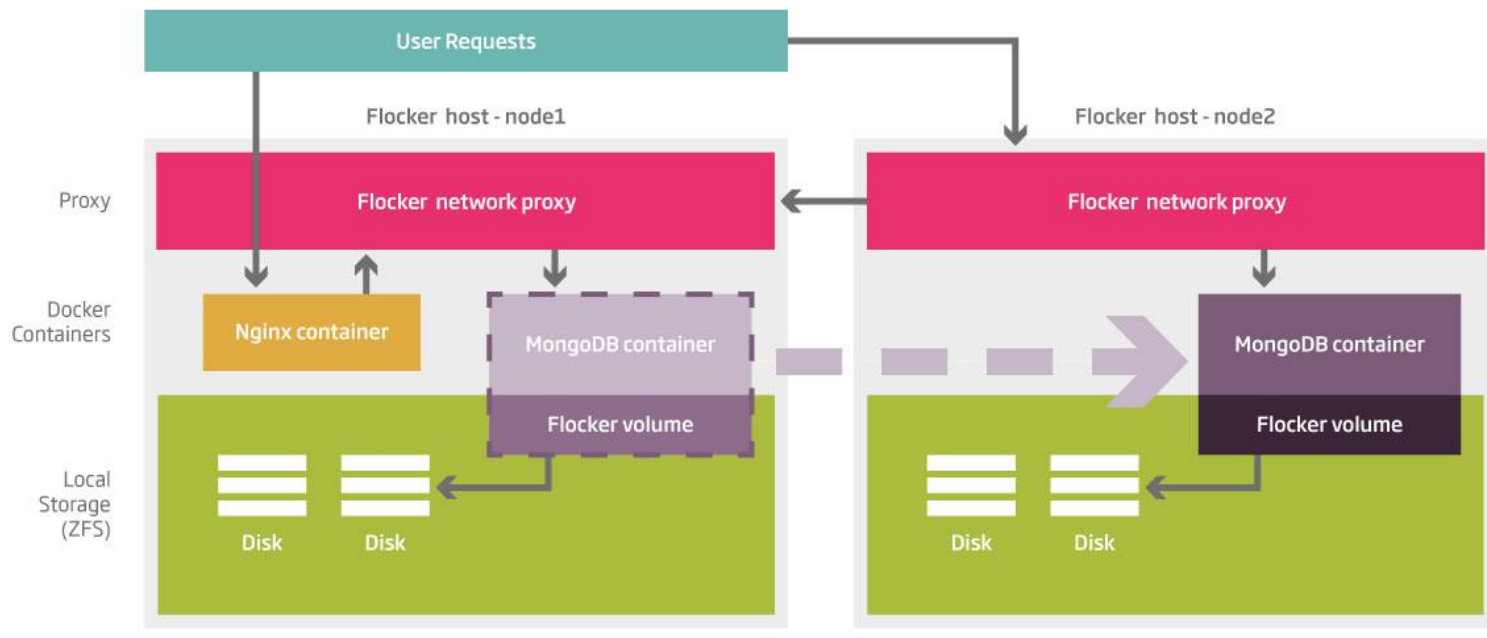 User Requests
Flocker host - node1
Flocker host - node2
Proxy
Flocker network proxy
Flocker network proxy
Docker
Containers
Nginx container
MongoDB container
MongoDB container
Flocker volume
Flocker volume
Local
Storage
(ZFS)
Disk
Disk
Disk
Disk